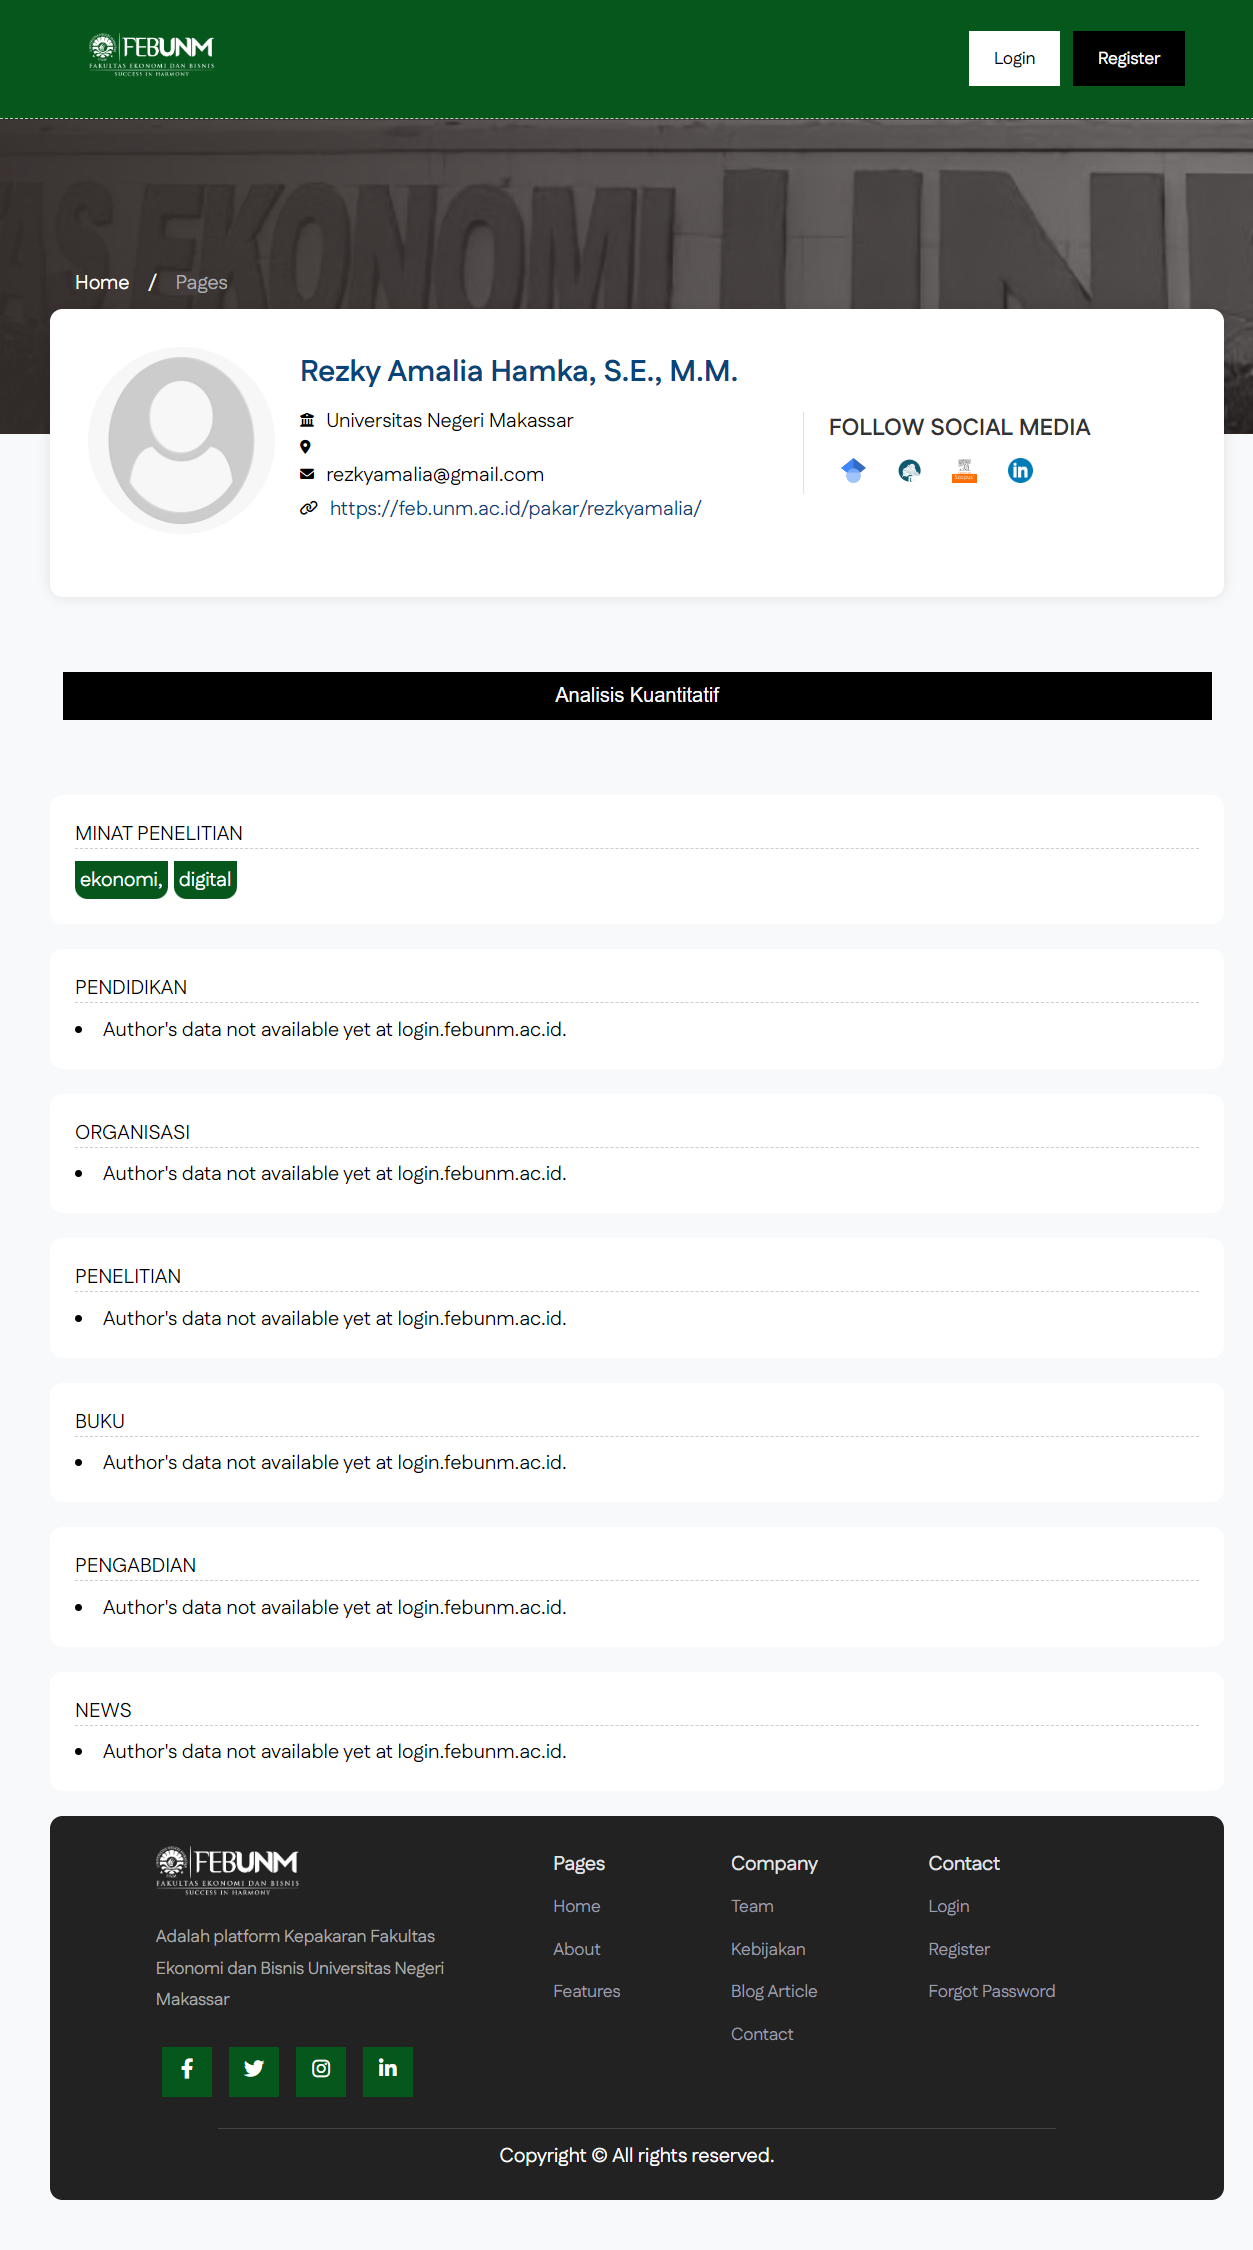 FEBUNM
FAKULTAS EKONOMI DAN BISNIS
SUCCESS IN HARMONY
Login
Register
AS EKONOMI UN
Home / Pages
Rezky Amalia Hamka, S.E., M.M.
Universitas Negeri Makassar
rezkyamalia@gmail.com
https://feb.unm.ac.id/pakar/rezkyamalia/
FOLLOW SOCIAL MEDIA
Scopus
in
Analisis Kuantitatif
MINAT PENELITIAN
ekonomi, digital
PENDIDIKAN
Author's data not available yet at login.febunm.ac.id.
ORGANISASI
Author's data not available yet at login.febunm.ac.id.
PENELITIAN
Author's data not available yet at login.febunm.ac.id.
BUKU
Author's data not available yet at login.febunm.ac.id.
PENGABDIAN
Author's data not available yet at login.febunm.ac.id.
NEWS
Author's data not available yet at login.febunm.ac.id.
FEBUNM
FAKULTAS EKONOMI DAN BISNIS
SUCCESS IN HARMONY
Adalah platform Kepakaran Fakultas
Ekonomi dan Bisnis Universitas Negeri
Makassar
Pages
Home
About
Features
Company
Team
Kebijakan
Blog Article
Contact
Contact
Login
Register
Forgot Password
Copyright © All rights reserved.